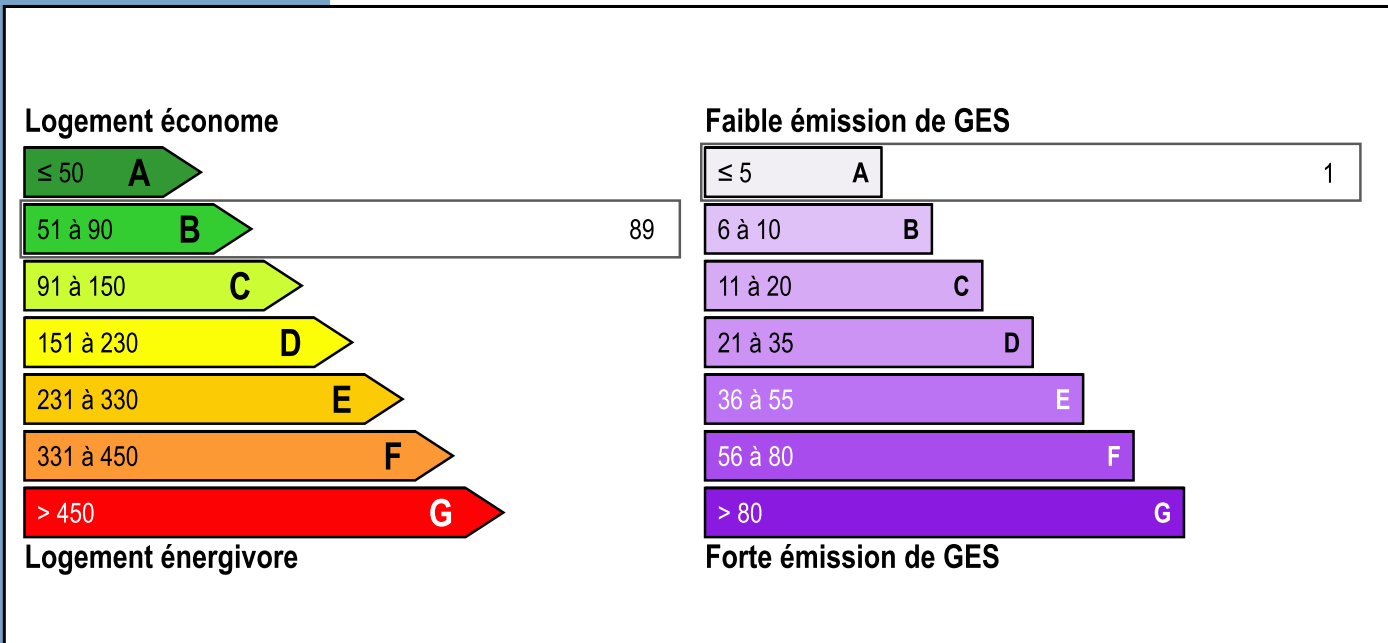 Logement économe
≤ 50 A
51 à 90 B 89
91 à 150 C
151 à 230 D
231 à 330 E
331 à 450 F
> 450 G
Logement énergivore
Faible émission de GES
≤ 5 A 1
6 à 10 B
11 à 20 C
21 à 35 D
36 à 55 E
56 à 80 F
> 80 G
Forte émission de GES